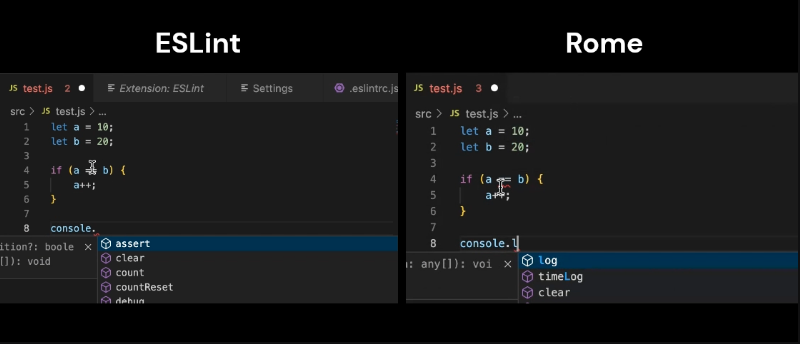 ESLint
JS test.js 2
Extension: ESLint
Settings
.eslintrc.js
src > JS test.js > ...
1 let a = 10;
2 let b = 20;
3
4 if (a == b) {
5 a++;
6 }
7
8 console.
ition?: boole
[]): void
assert
clear
count
countReset
debug
Rome
JS test.js 3
src > JS test.js > ...
1 let a = 10;
2 let b = 20;
3
4 if (a == b) {
5 a++;
6 }
7
8 console.l
a: any[]): voi
log
timeLog
clear